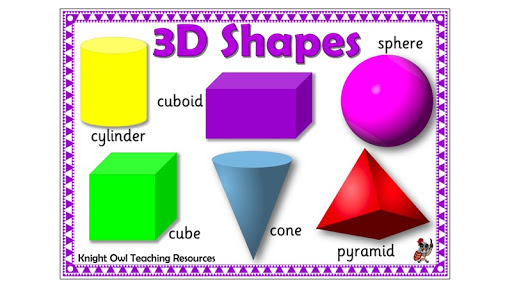 3D Shapes
sphere
cuboid
cylinder
cube
cone
pyramid
Knight Owl Teaching Resources